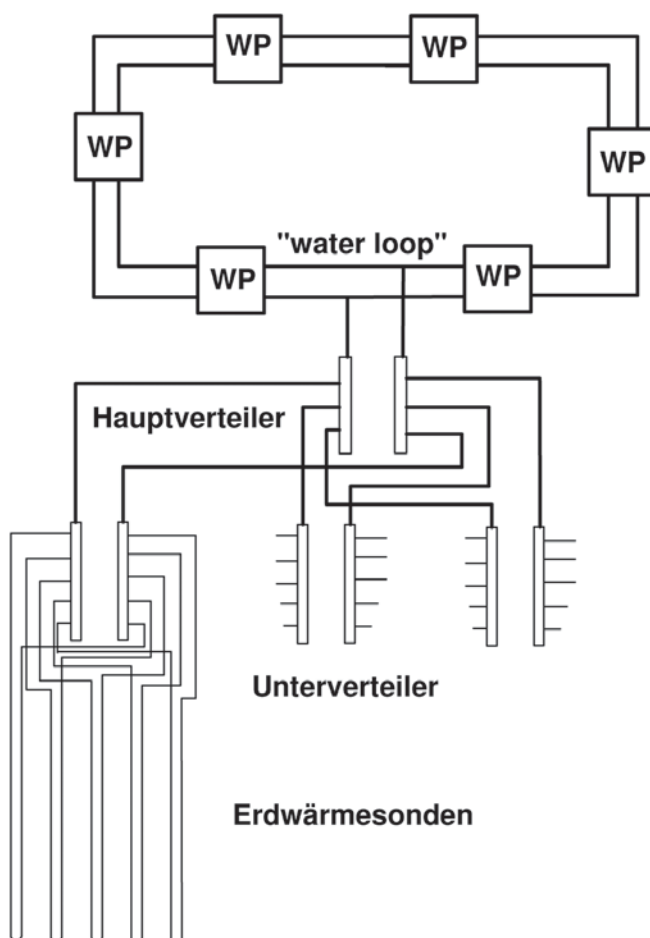 WP WP
WP WP
"water loop"
WP WP
Hauptverteiler
Unterverteiler
Erdwärmesonden